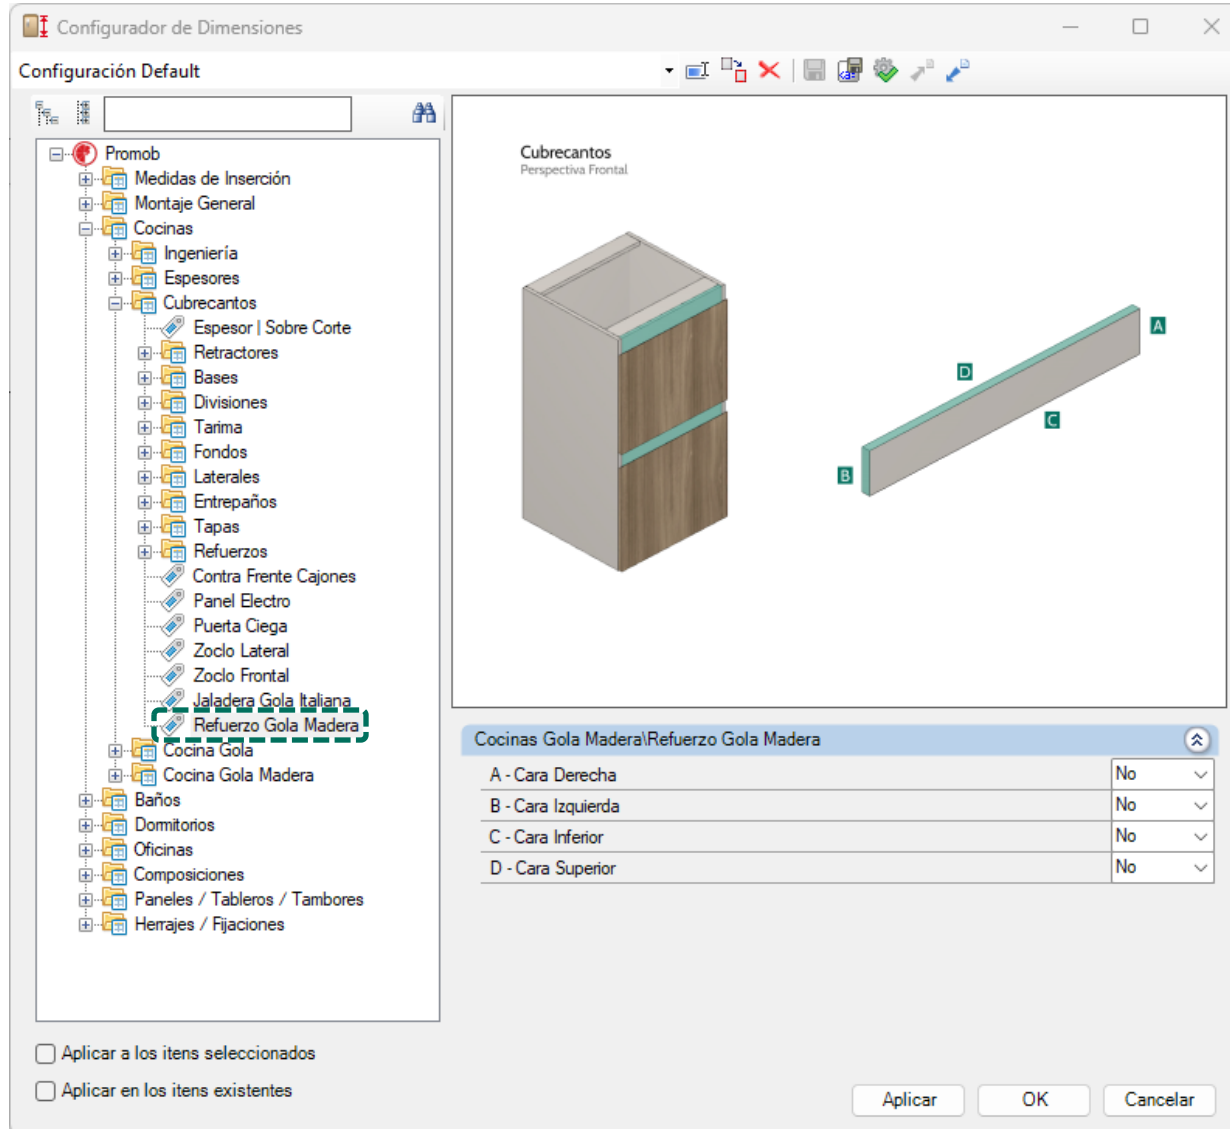 Configurador de Dimensiones
Configuración Default
Promob
Medidas de Inserción
Montaje General
Cocinas
Ingeniería
Espesores
Cubrecantos
Espesor | Sobre Corte
Retractores
Bases
Divisiones
Tarima
Fondos
Laterales
Entrepaños
Tapas
Refuerzos
Contra Frente Cajones
Panel Electro
Puerta Ciega
Zoclo Lateral
Zoclo Frontal
Jaladera Gola Italiana
Refuerzo Gola Madera
Cocina Gola
Cocina Gola Madera
Baños
Dormitorios
Oficinas
Composiciones
Paneles / Tableros / Tambores
Herrajes / Fijaciones
Cubrecantos
Perspectiva Frontal
A
D
C
B
Cocinas Gola Madera\Refuerzo Gola Madera
A - Cara Derecha No
B - Cara Izquierda No
C - Cara Inferior No
D - Cara Superior No
Aplicar a los itens seleccionados
Aplicar en los itens existentes
Aplicar OK Cancelar